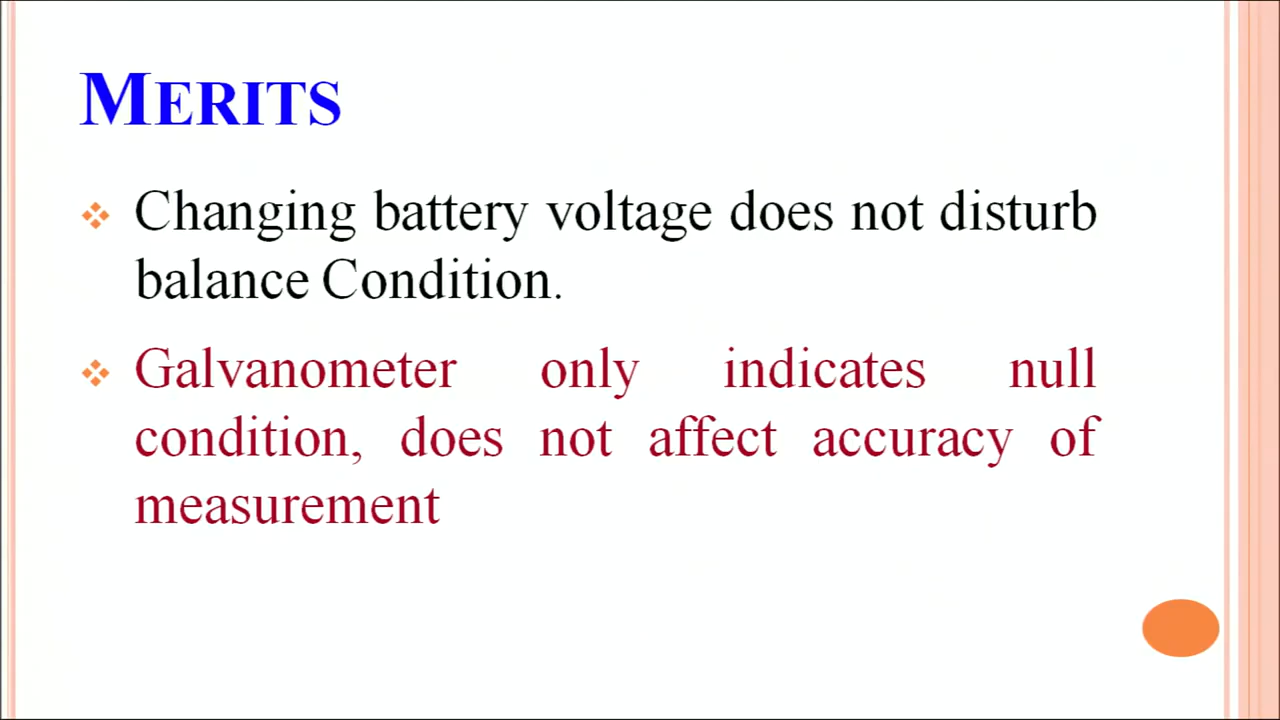 MERITS
Changing battery voltage does not disturb
balance Condition.
Galvanometer only indicates null
condition, does not affect accuracy of
measurement